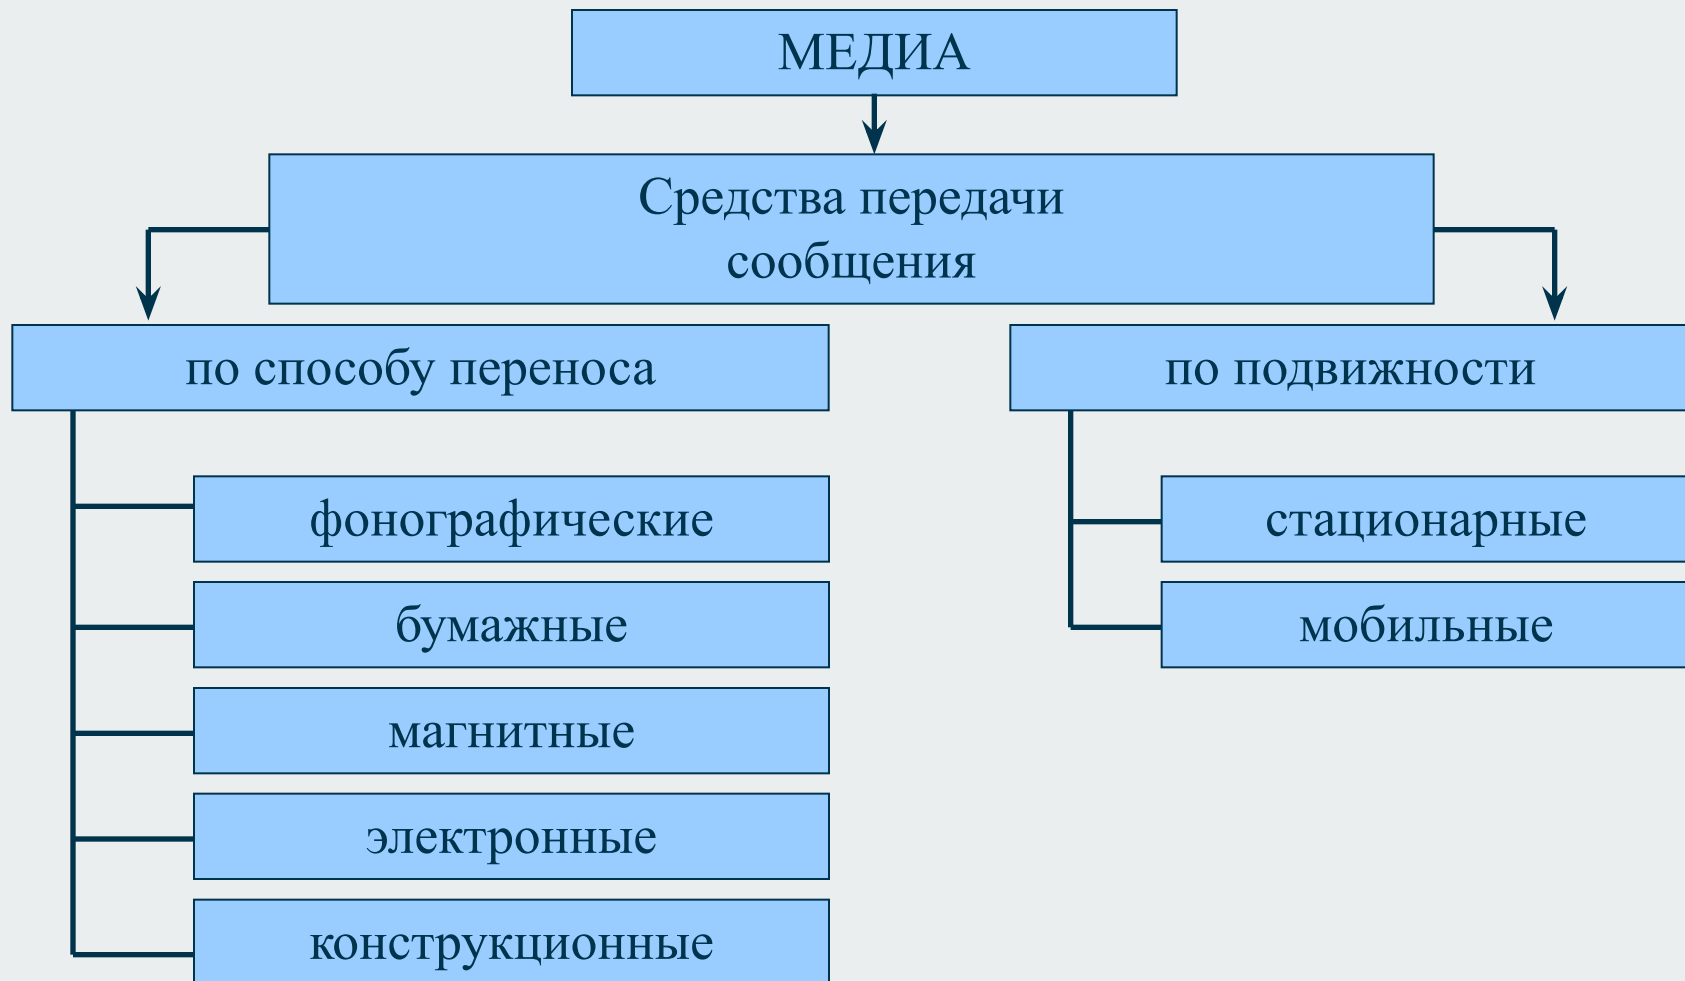 МЕДИА
Средства передачи
сообщения
по способу переноса
по подвижности
фонографические
стационарные
бумажные
мобильные
магнитные
электронные
конструкционные